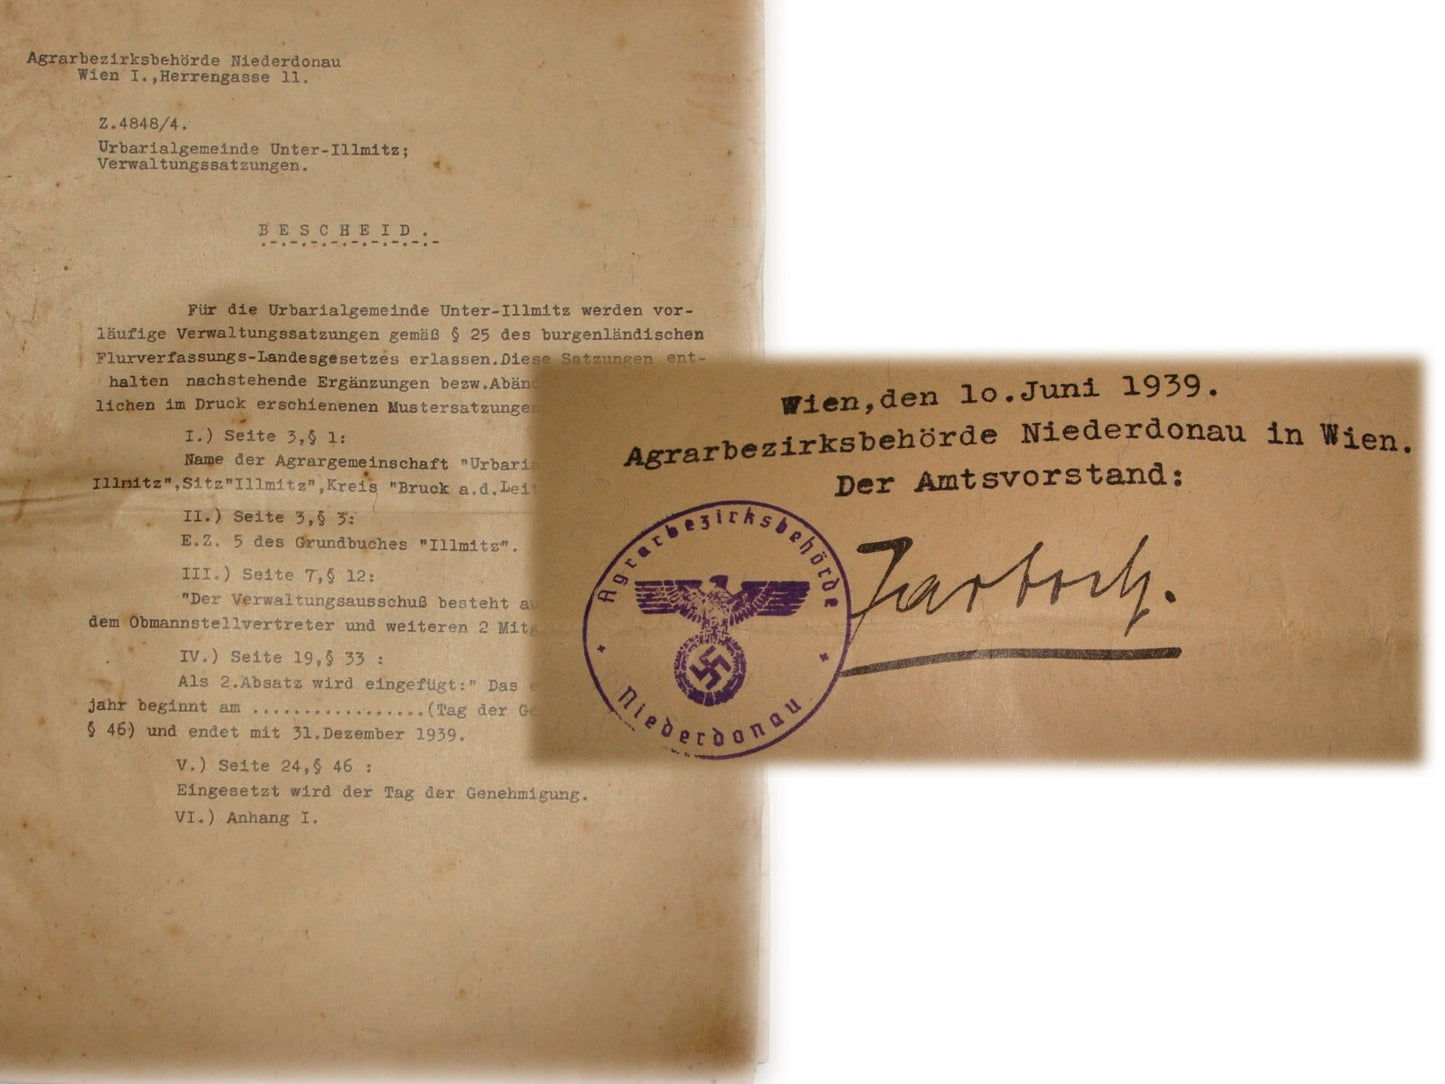 Agrarbezirksbehörde Niederdonau
Wien I.,Herrengasse 11.
Z.4848/4.
Urbarialgemeinde Unter-Illmitz;
Verwaltungssatzungen.
B E S C H E I D .
Für die Urbarialgemeinde Unter-Illmitz werden vor-
läufige Verwaltungssatzungen gemäß § 25 des burgenländischen
Flurverfassungs-Landesgesetzes erlassen.Diese Satzungen ent-
halten nachstehende Ergänzungen bezw.Abänd
lichen im Druck erschienenen Mustersatzungen
I.) Seite 3,§ 1:
Name der Agrargemeinschaft "Urbaria
Illmitz",Sitz"Illmitz",Kreis "Bruck a.d.Leit
II.) Seite 3,§ 3:
E.Z. 5 des Grundbuches "Illmitz".
III.) Seite 7,§ 12:
"Der Verwaltungsausschuß besteht au
dem Obmannstellvertreter und weiteren 2 Mitg
IV.) Seite 19,§ 33 :
Als 2.Absatz wird eingefügt:" Das
jahr beginnt am .................(Tag der Ge
§ 46) und endet mit 31.Dezember 1939.
V.) Seite 24,§ 46 :
Eingesetzt wird der Tag der Genehmigung.
VI.) Anhang I.
Wien,den 1o.Juni 1939.
Agrarbezirksbehörde Niederdonau in Wien.
Der Amtsvorstand:
Agrarbezirksbehörde
Niederdonau